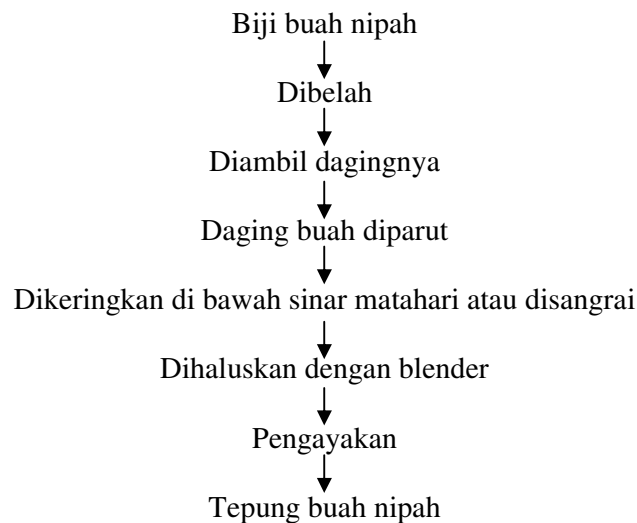 Biji buah nipah
Dibelah
Diambil dagingnya
Daging buah diparut
Dikeringkan di bawah sinar matahari atau disangrai
Dihaluskan dengan blender
Pengayakan
Tepung buah nipah